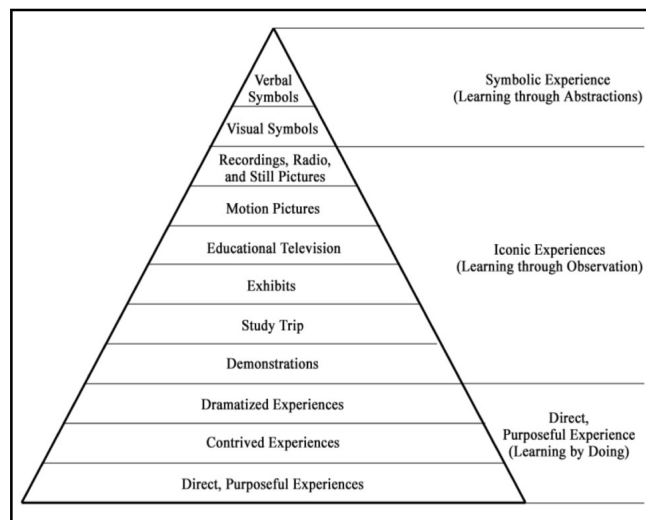 Verbal
Symbols
Visual Symbols
Recordings, Radio,
and Still Pictures
Motion Pictures
Educational Television
Exhibits
Study Trip
Demonstrations
Dramatized Experiences
Contrived Experiences
Direct, Purposeful Experiences
Symbolic Experience
(Learning through Abstractions)
Iconic Experiences
(Learning through Observation)
Direct,
Purposeful Experience
(Learning by Doing)